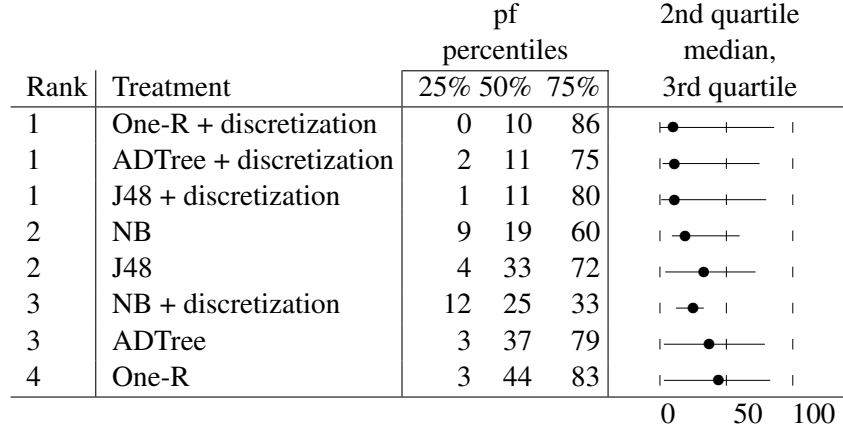 pf 2nd quartile
percentiles median,
Rank Treatment 25% 50% 75% 3rd quartile
1 One-R + discretization 0 10 86
1 ADTree + discretization 2 11 75
1 J48 + discretization 1 11 80
2 NB 9 19 60
2 J48 4 33 72
3 NB + discretization 12 25 33
3 ADTree 3 37 79
4 One-R 3 44 83
0 50 100